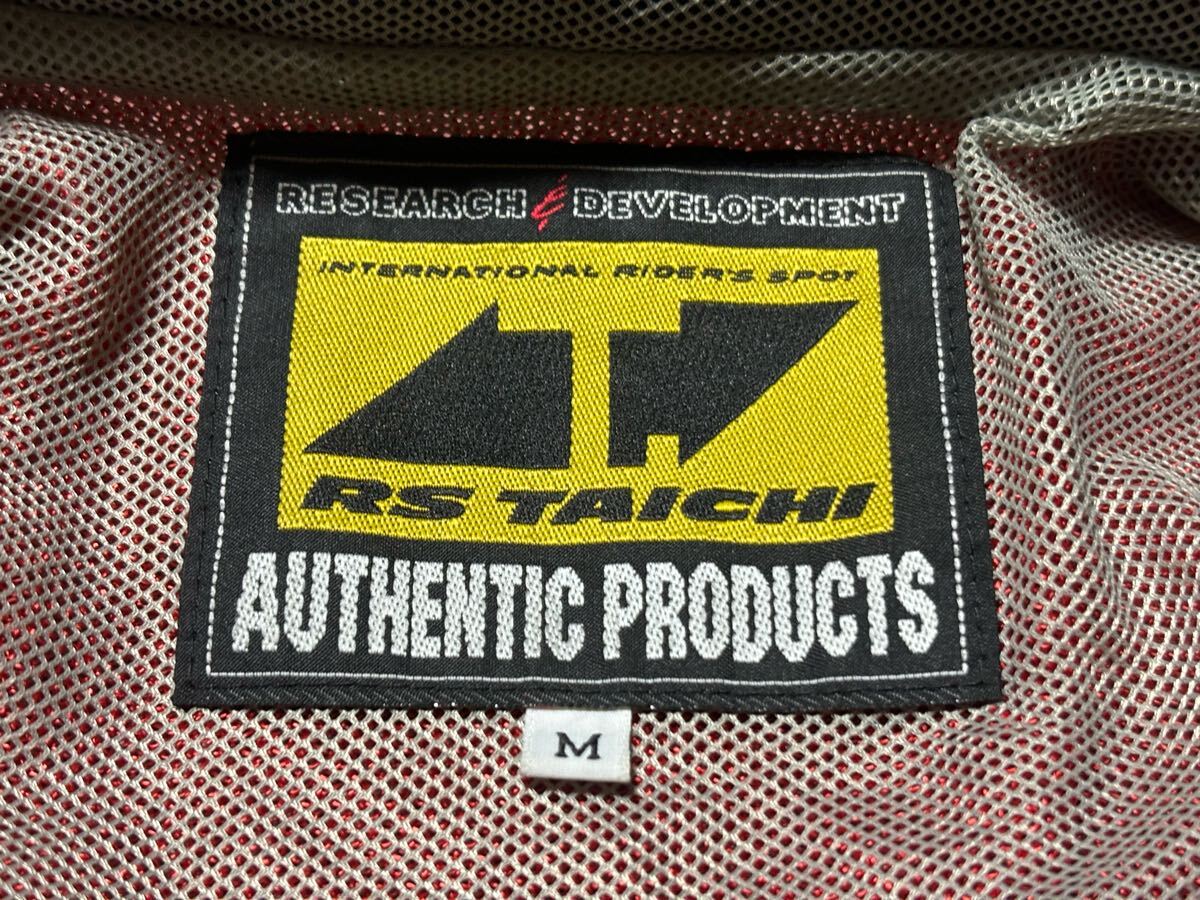 RESEARCH & DEVELOPMENT
INTERNATIONAL RIDER'S SPOT
RS TAICHI
AUTHENTIC PRODUCTS
M